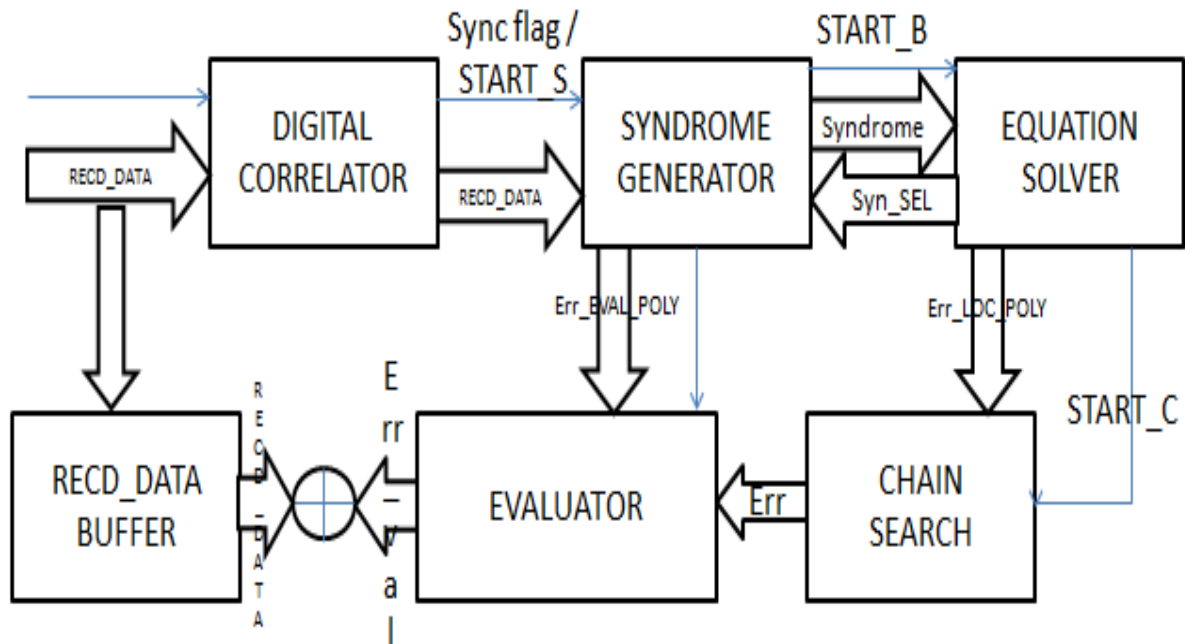 Sync flag /
START_S
START_B
DIGITAL
CORRELATOR
SYNDROME
GENERATOR
EQUATION
SOLVER
RECD_DATA
RECD_DATA
Syndrome
Syn_SEL
Err_EVAL_POLY
Err_LOC_POLY
START_C
RECD_DATA
BUFFER
RECD_DATA
Err_Val
EVALUATOR
Err
CHAIN
SEARCH